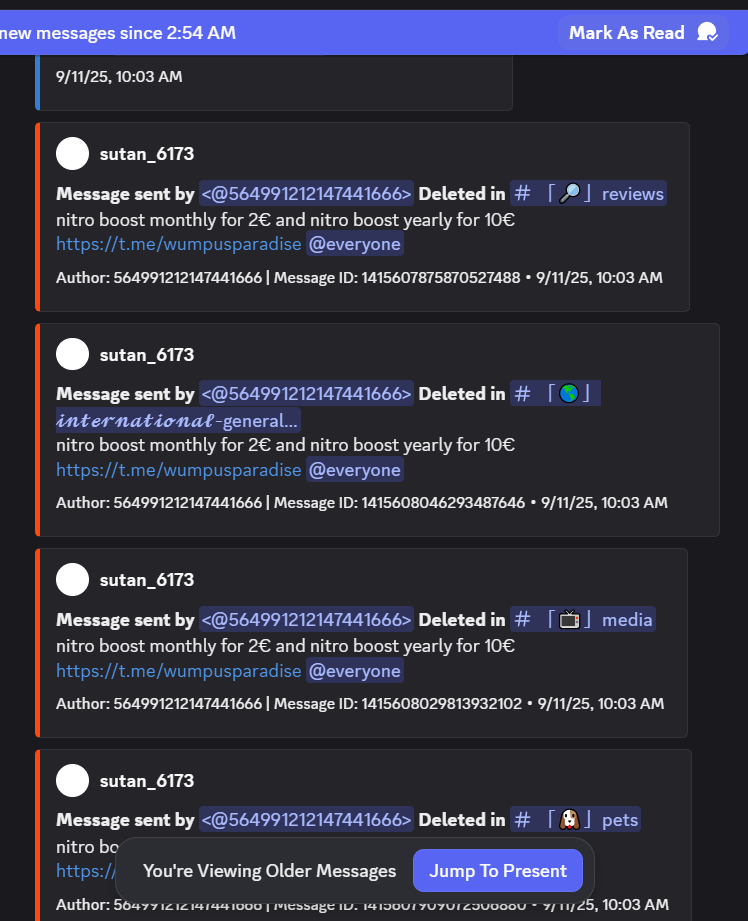 new messages since 2:54 AM
Mark As Read
9/11/25, 10:03 AM
sutan_6173
Message sent by <@564991212147441666> Deleted in # 「🔎」 reviews
nitro boost monthly for 2€ and nitro boost yearly for 10€
https://t.me/wumpusparadise @everyone
Author: 564991212147441666 | Message ID: 1415607875870527488 • 9/11/25, 10:03 AM
sutan_6173
Message sent by <@564991212147441666> Deleted in # 「🌎」
𝓲𝓷𝓽𝓮𝓻𝓷𝓪𝓽𝓲𝓸𝓷𝓪𝓵-general...
nitro boost monthly for 2€ and nitro boost yearly for 10€
https://t.me/wumpusparadise @everyone
Author: 564991212147441666 | Message ID: 1415608046293487646 • 9/11/25, 10:03 AM
sutan_6173
Message sent by <@564991212147441666> Deleted in # 「📺」 media
nitro boost monthly for 2€ and nitro boost yearly for 10€
https://t.me/wumpusparadise @everyone
Author: 564991212147441666 | Message ID: 1415608029813932102 • 9/11/25, 10:03 AM
sutan_6173
Message sent by <@564991212147441666> Deleted in # 「🐶」 pets
nitro bo
https:/
You're Viewing Older Messages
Jump To Present
Author: 564991212147441666 | Message ID: • 9/11/25, 10:03 AM